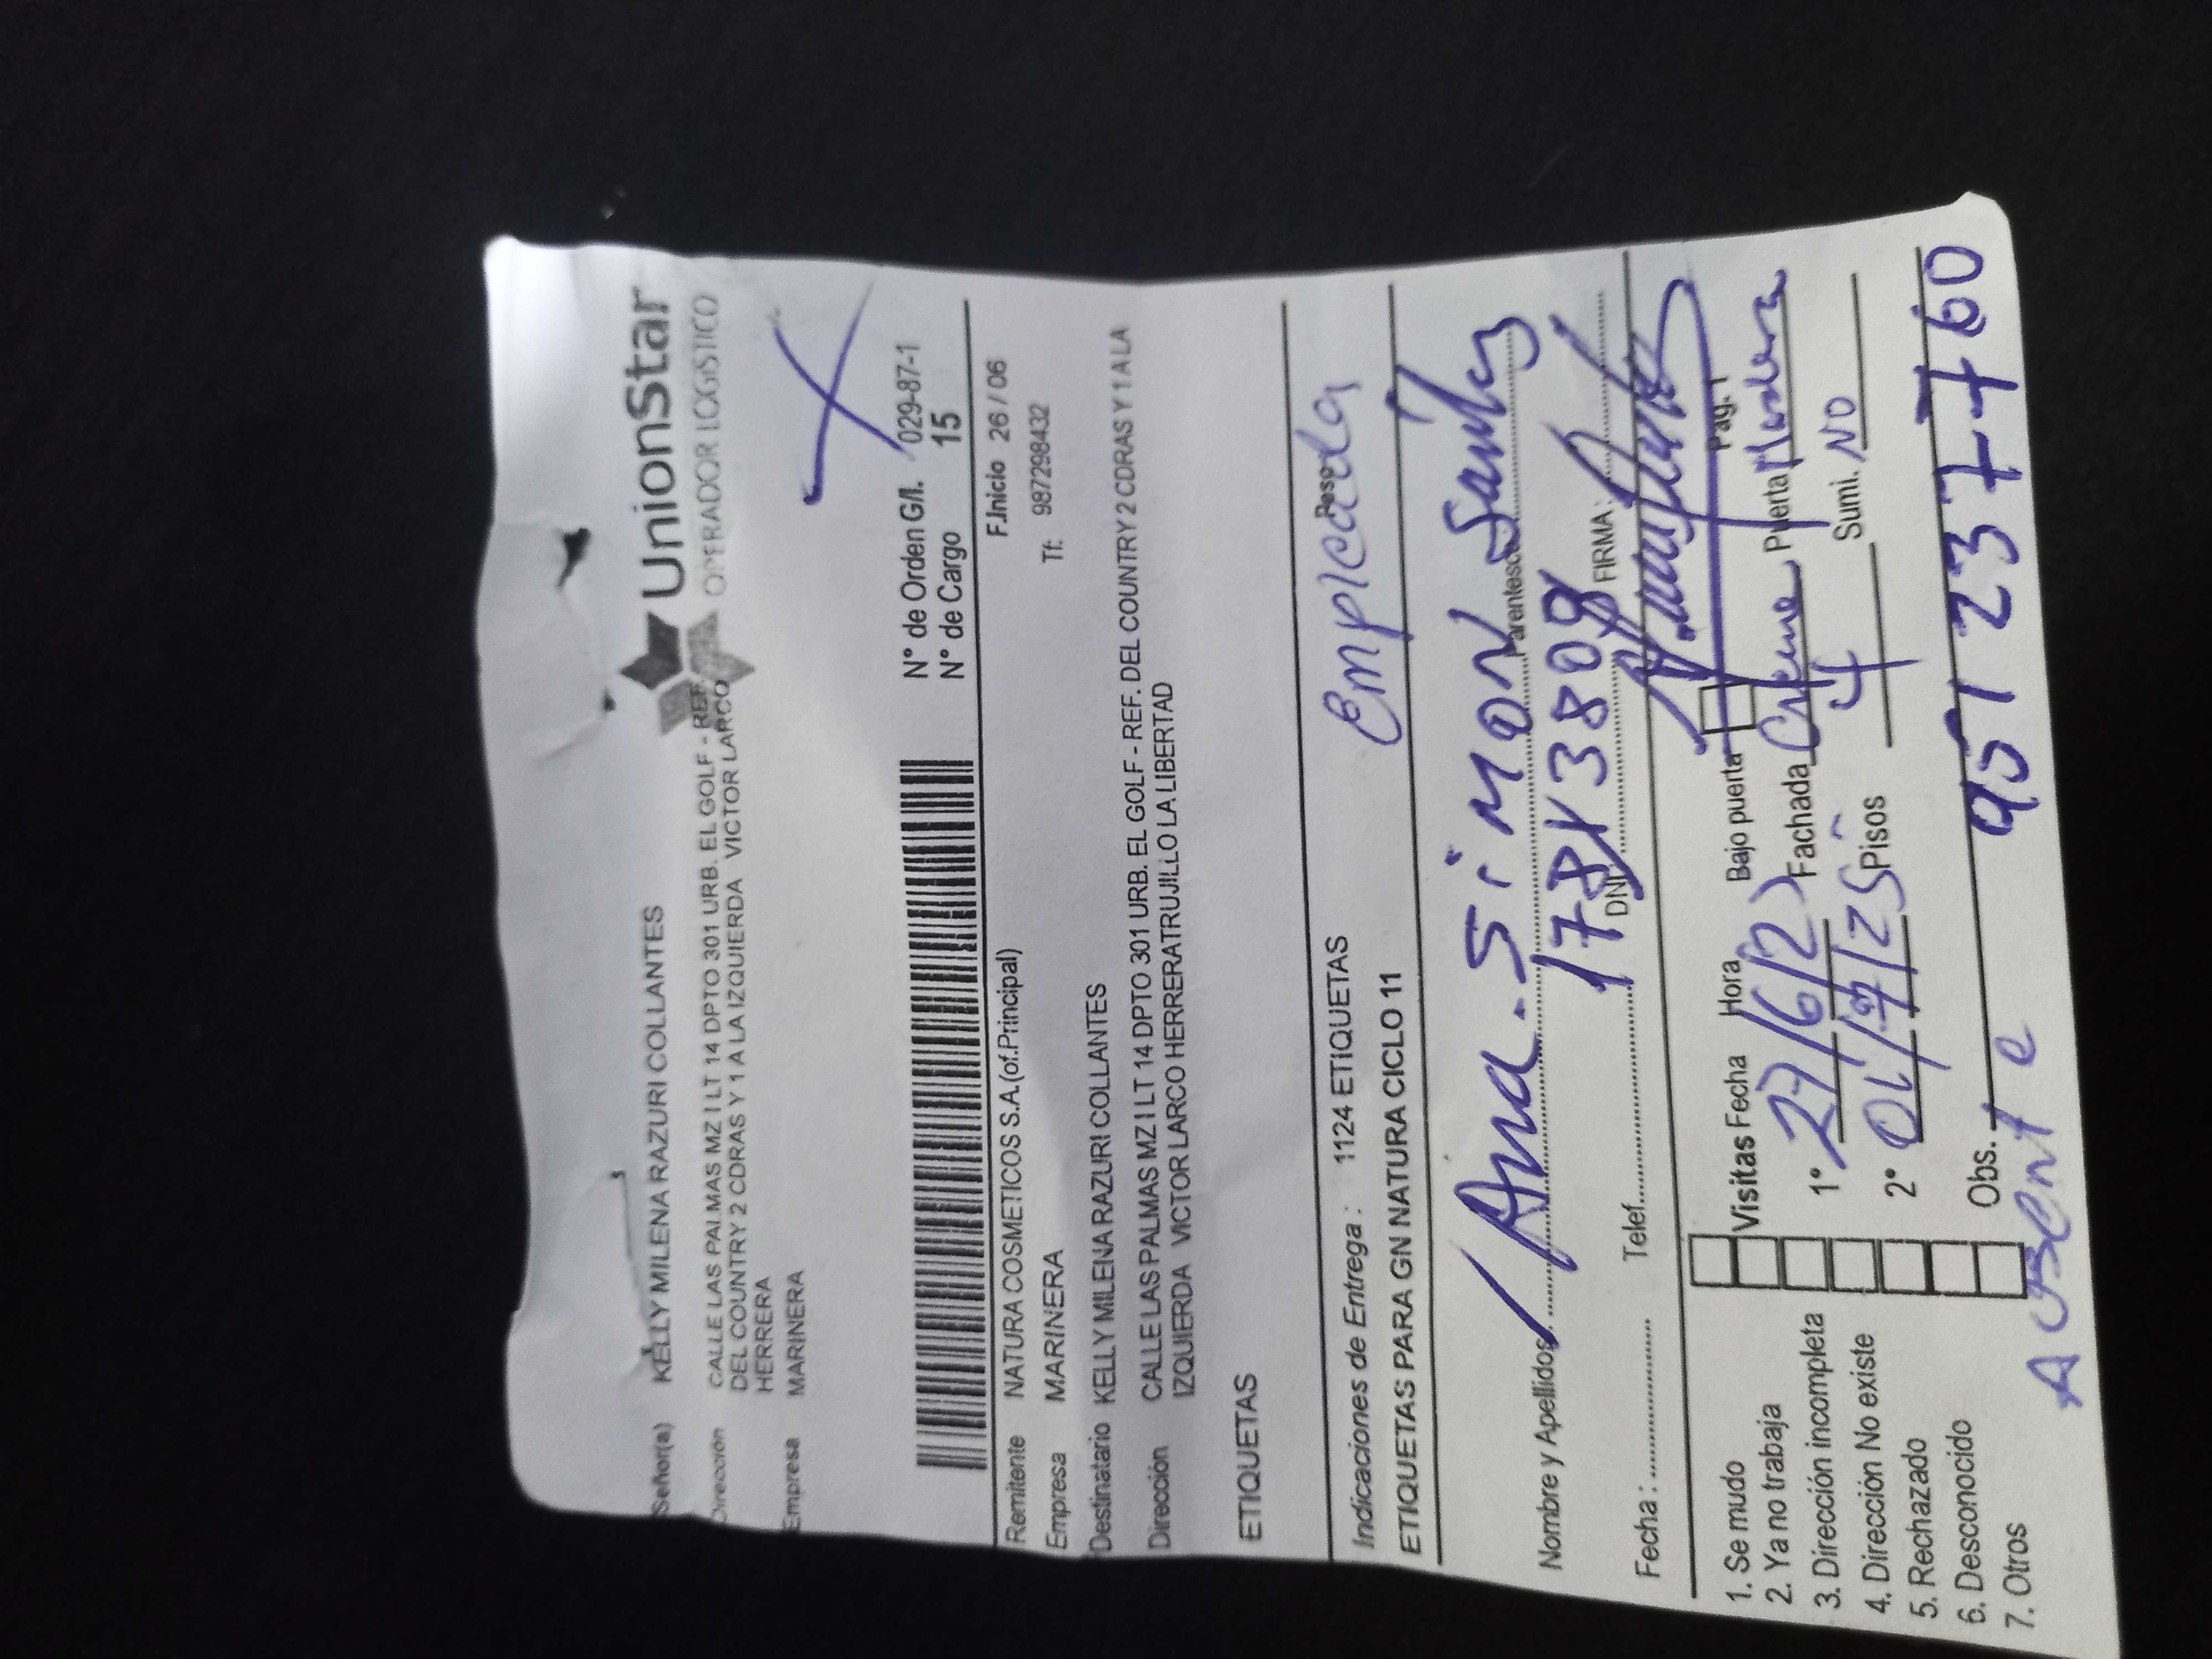 UnionStar
OPERADOR LOGISTICO
Señor(a) KELLY MILENA RAZURI COLLANTES
Dirección CALLE LAS PALMAS MZ I LT 14 DPTO 301 URB. EL GOLF - REF.
DEL COUNTRY 2 CDRAS Y 1 A LA IZQUIERDA VICTOR LARCO
HERRERA
Empresa MARINERA
N° de Orden G/I. 029-87-1
N° de Cargo 15
Remitente NATURA COSMETICOS S.A.(of.Principal) F.Inicio 26 / 06
Empresa MARINERA Tf: 987298432
Destinatario KELLY MILENA RAZURI COLLANTES
Dirección CALLE LAS PALMAS MZ I LT 14 DPTO 301 URB. EL GOLF - REF. DEL COUNTRY 2 CDRAS Y 1 A LA
IZQUIERDA VICTOR LARCO HERRERATRUJILLO LA LIBERTAD
ETIQUETAS
Indicaciones de Entrega : 1124 ETIQUETAS Peso
Empleada
ETIQUETAS PARA GN NATURA CICLO 11
Ana Simon
Nombre y Apellidos Parentesco
Fecha : Telef. DNI FIRMA:
Pag. 1
1. Se mudo
2. Ya no trabaja
3. Dirección incompleta
4. Dirección No existe
5. Rechazado
6. Desconocido
7. Otros
Visitas Fecha Hora Bajo puerta
1° 27/6/2 Fachada Creme Puerta Madera
2° Pisos 4 Sumi. NO
Obs. 951237760
Ausente